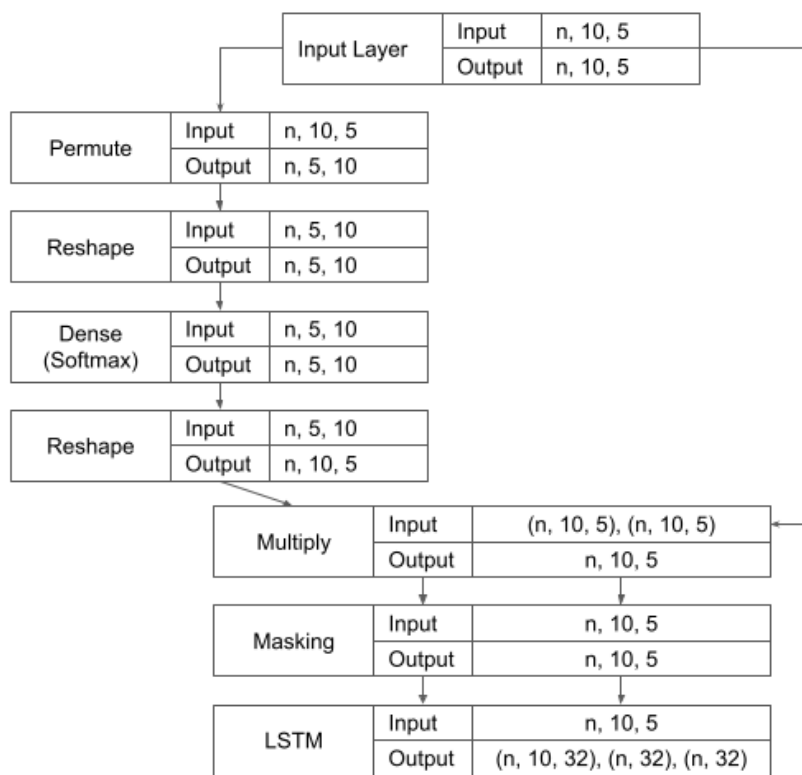 Input Layer Input n, 10, 5
Output n, 10, 5
Permute Input n, 10, 5
Output n, 5, 10
Reshape Input n, 5, 10
Output n, 5, 10
Dense (Softmax) Input n, 5, 10
Output n, 5, 10
Reshape Input n, 5, 10
Output n, 10, 5
Multiply Input (n, 10, 5), (n, 10, 5)
Output n, 10, 5
Masking Input n, 10, 5
Output n, 10, 5
LSTM Input n, 10, 5
Output (n, 10, 32), (n, 32), (n, 32)